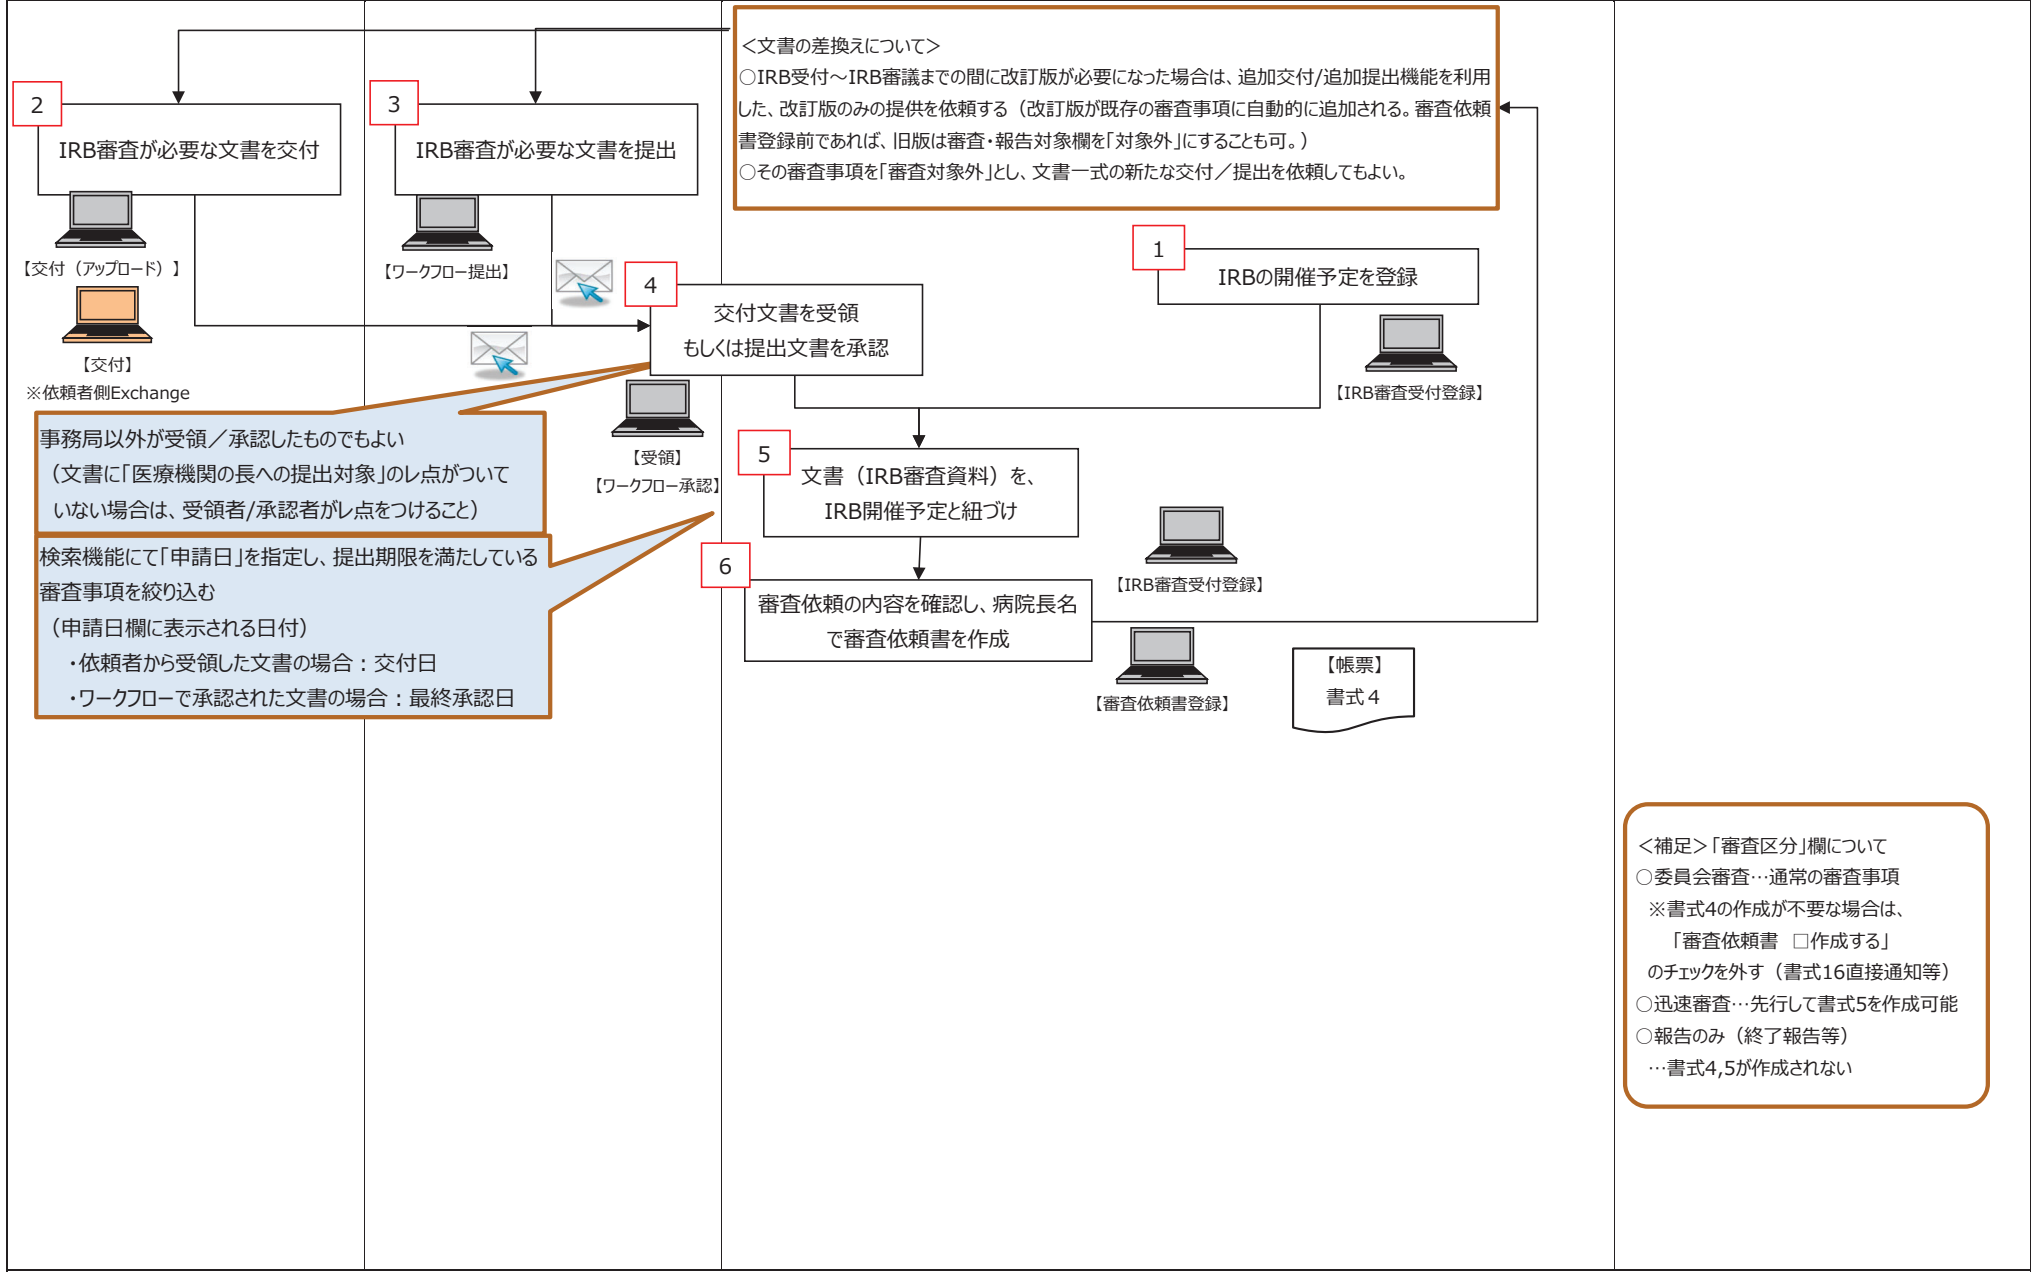 <文書の差換えについて>
○IRB受付～IRB審議までの間に改訂版が必要になった場合は、追加交付/追加提出機能を利用
した、改訂版のみの提供を依頼する（改訂版が既存の審査事項に自動的に追加される。審査依頼
書登録前であれば、旧版は審査・報告対象欄を「対象外」にすることも可。）
○その審査事項を「審査対象外」とし、文書一式の新たな交付／提出を依頼してもよい。
2
IRB審査が必要な文書を交付
【交付（アップロード）】
【交付】
※依頼者側Exchange
3
IRB審査が必要な文書を提出
【ワークフロー提出】
1
IRBの開催予定を登録
【IRB審査受付登録】
4
交付文書を受領
もしくは提出文書を承認
【受領】
【ワークフロー承認】
事務局以外が受領／承認したものでもよい
（文書に「医療機関の長への提出対象」のレ点がついて
いない場合は、受領者/承認者がレ点をつけること）
5
文書（IRB審査資料）を、
IRB開催予定と紐づけ
【IRB審査受付登録】
検索機能にて「申請日」を指定し、提出期限を満たしている
審査事項を絞り込む
（申請日欄に表示される日付）
・依頼者から受領した文書の場合：交付日
・ワークフローで承認された文書の場合：最終承認日
6
審査依頼の内容を確認し、病院長名
で審査依頼書を作成
【審査依頼書登録】
【帳票】
書式４
<補足>「審査区分」欄について
○委員会審査…通常の審査事項
※書式4の作成が不要な場合は、
「審査依頼書　□作成する」
のチェックを外す（書式16直接通知等）
○迅速審査…先行して書式5を作成可能
○報告のみ（終了報告等）
…書式4,5が作成されない